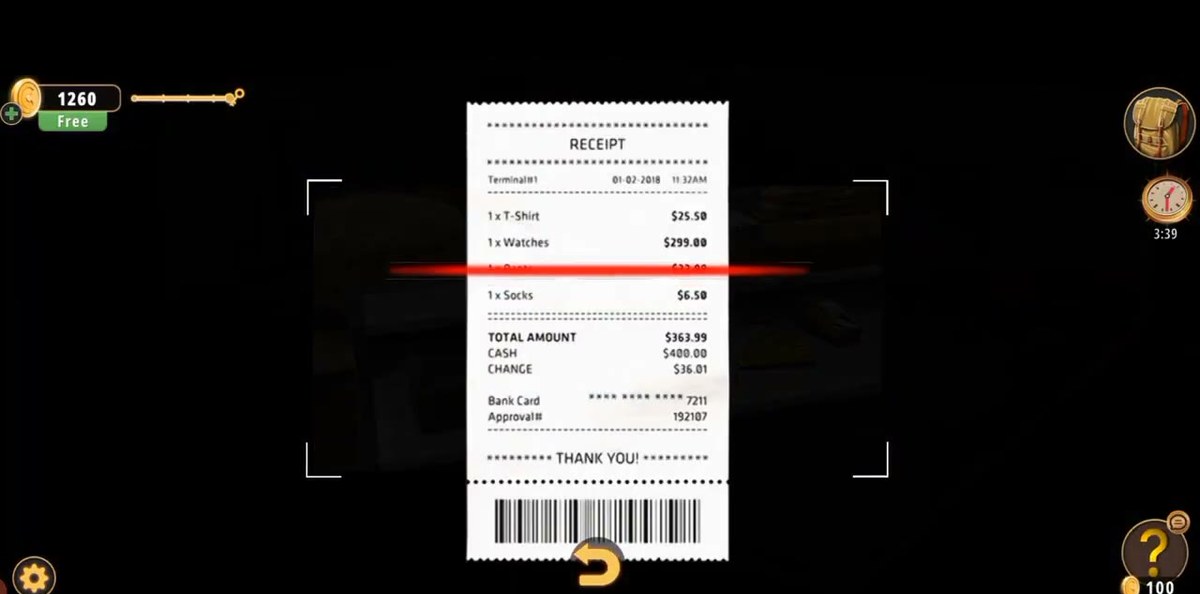 1260
Free
RECEIPT
Terminal#1 01-02-2018 11:32AM
1 x T-Shirt $25.50
1 x Watches $299.00
1 x
1 x Socks $6.50
TOTAL AMOUNT $363.99
CASH $400.00
CHANGE $36.01
Bank Card **** **** **** 7211
Approval# 192107
********* THANK YOU! *********
3:39
?
100